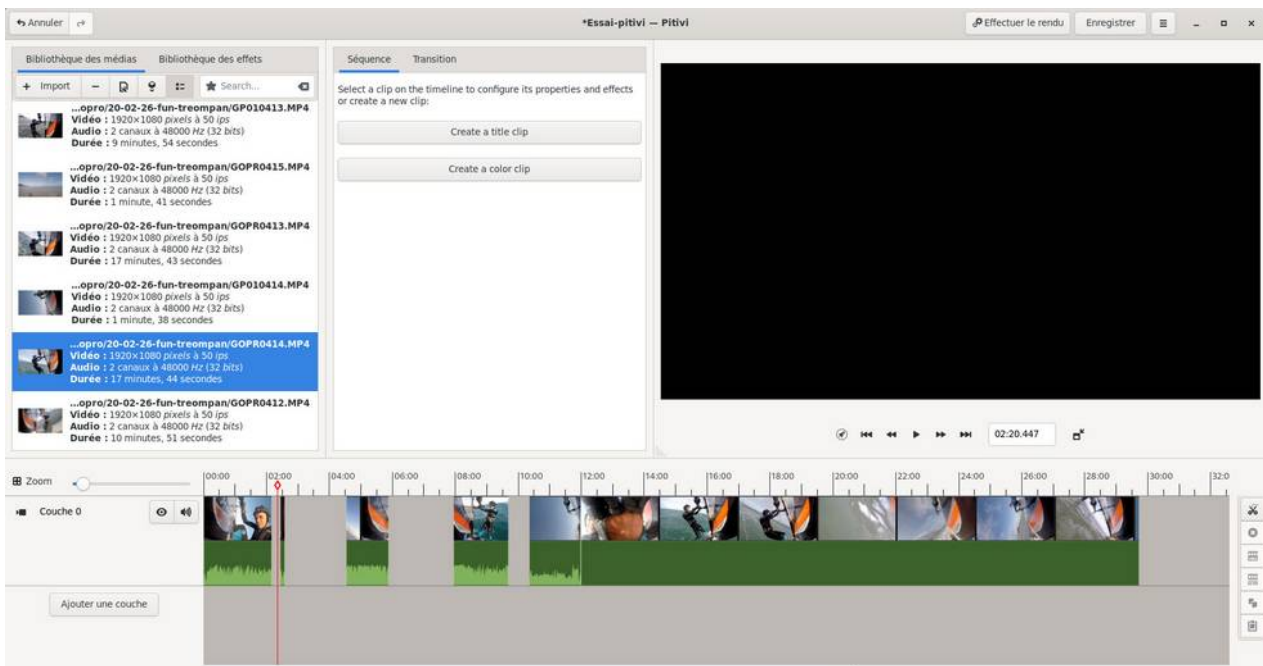 Annuler
*Essai-pitivi — Pitivi
Effectuer le rendu
Enregistrer
Bibliothèque des médias
Bibliothèque des effets
+ Import
Search...
...opro/20-02-26-fun-treompan/GP010413.MP4
Vidéo : 1920×1080 pixels à 50 ips
Audio : 2 canaux à 48000 Hz (32 bits)
Durée : 9 minutes, 54 secondes
...opro/20-02-26-fun-treompan/GOPR0415.MP4
Vidéo : 1920×1080 pixels à 50 ips
Audio : 2 canaux à 48000 Hz (32 bits)
Durée : 1 minute, 41 secondes
...opro/20-02-26-fun-treompan/GOPR0413.MP4
Vidéo : 1920×1080 pixels à 50 ips
Audio : 2 canaux à 48000 Hz (32 bits)
Durée : 17 minutes, 43 secondes
...opro/20-02-26-fun-treompan/GP010414.MP4
Vidéo : 1920×1080 pixels à 50 ips
Audio : 2 canaux à 48000 Hz (32 bits)
Durée : 1 minute, 38 secondes
...opro/20-02-26-fun-treompan/GOPR0414.MP4
Vidéo : 1920×1080 pixels à 50 ips
Audio : 2 canaux à 48000 Hz (32 bits)
Durée : 17 minutes, 44 secondes
...opro/20-02-26-fun-treompan/GOPR0412.MP4
Vidéo : 1920×1080 pixels à 50 ips
Audio : 2 canaux à 48000 Hz (32 bits)
Durée : 10 minutes, 51 secondes
Séquence
Transition
Select a clip on the timeline to configure its properties and effects
or create a new clip:
Create a title clip
Create a color clip
02:20.447
Zoom
00:00 02:00 04:00 06:00 08:00 10:00 12:00 14:00 16:00 18:00 20:00 22:00 24:00 26:00 28:00 30:00 32:0
Couche 0
Ajouter une couche